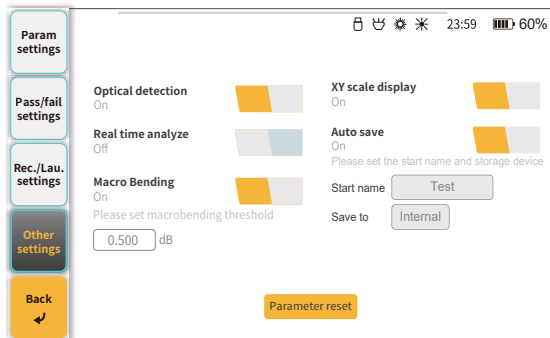 23:59 60%
Param
settings
Pass/fail
settings
Rec./Lau.
settings
Other
settings
Back
Optical detection
On
Real time analyze
Off
Macro Bending
On
Please set macrobending threshold
0.500 dB
XY scale display
On
Auto save
On
Please set the start name and storage device
Start name Test
Save to Internal
Parameter reset